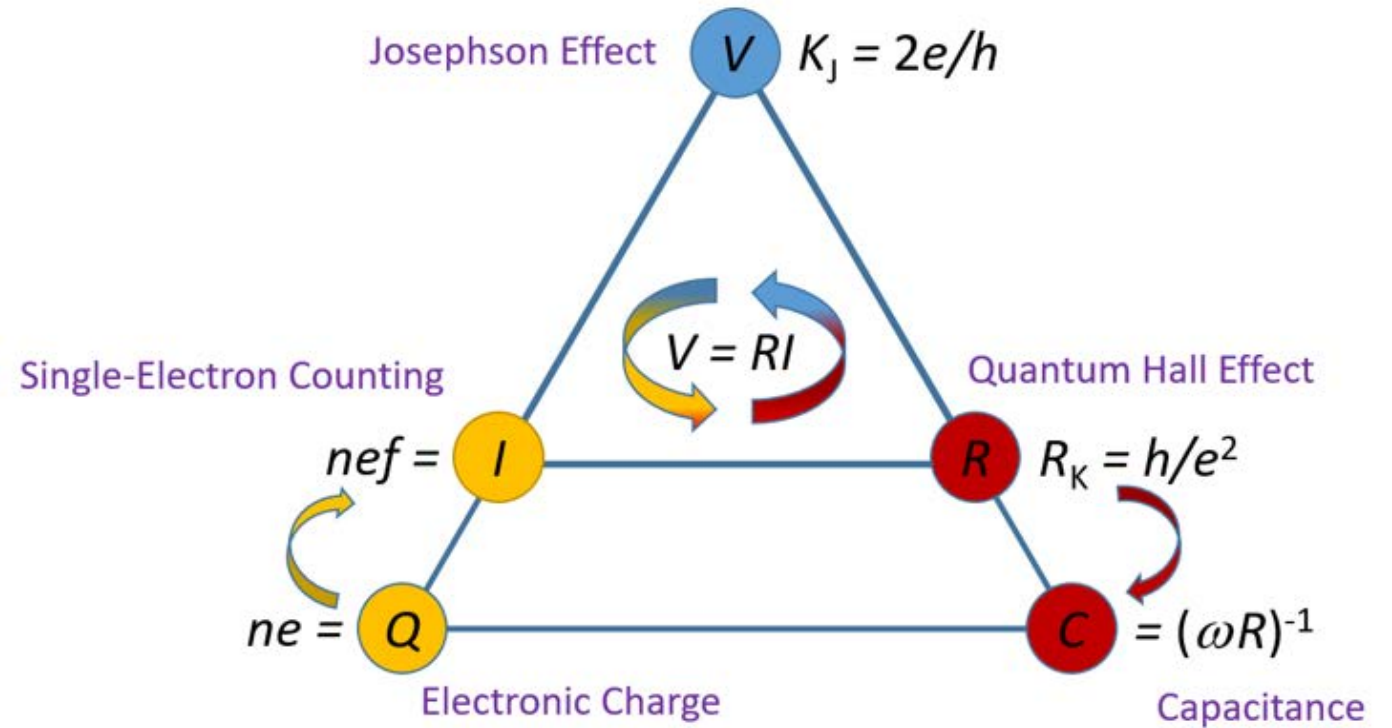 Josephson Effect
V
K_J = 2e/h
V = RI
Single-Electron Counting
Quantum Hall Effect
nef =
I
R
R_K = h/e²
ne =
Q
C
= (ωR)⁻¹
Electronic Charge
Capacitance